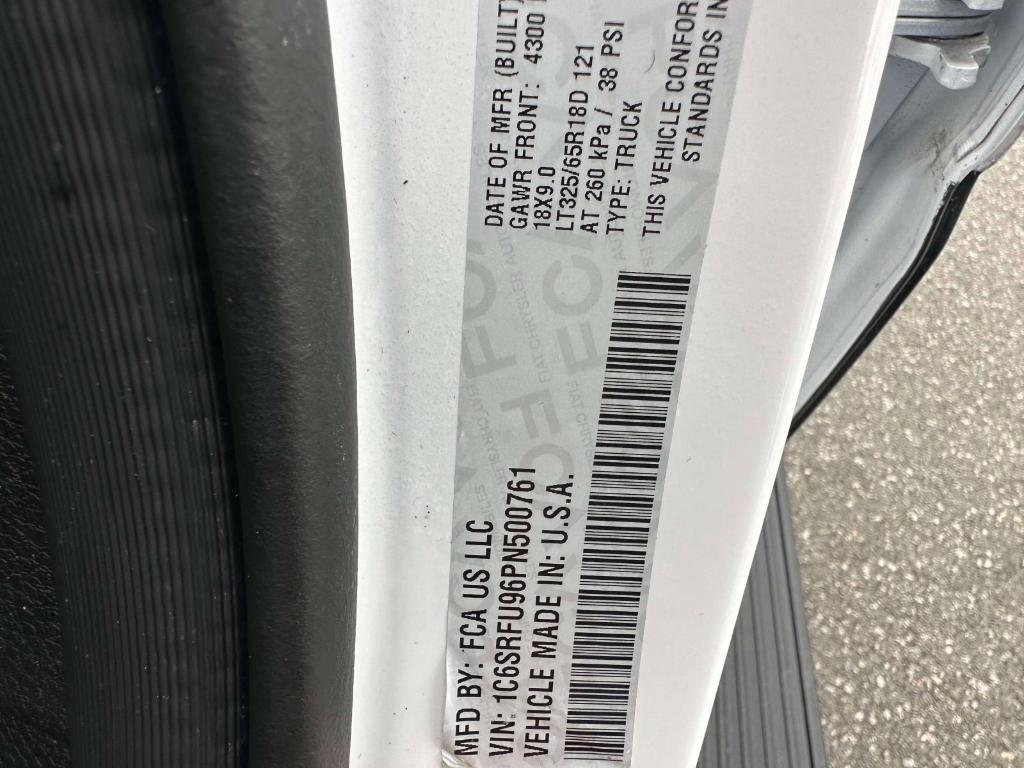 MFD BY: FCA US LLC
VIN: 1C6SRFU96PN500761
VEHICLE MADE IN: U.S.A.
DATE OF MFR (BUILT)
GAWR FRONT: 4300
18X9.0
LT325/65R18D 121
AT 260 kPa / 38 PSI
TYPE: TRUCK
THIS VEHICLE CONFOR
STANDARDS IN